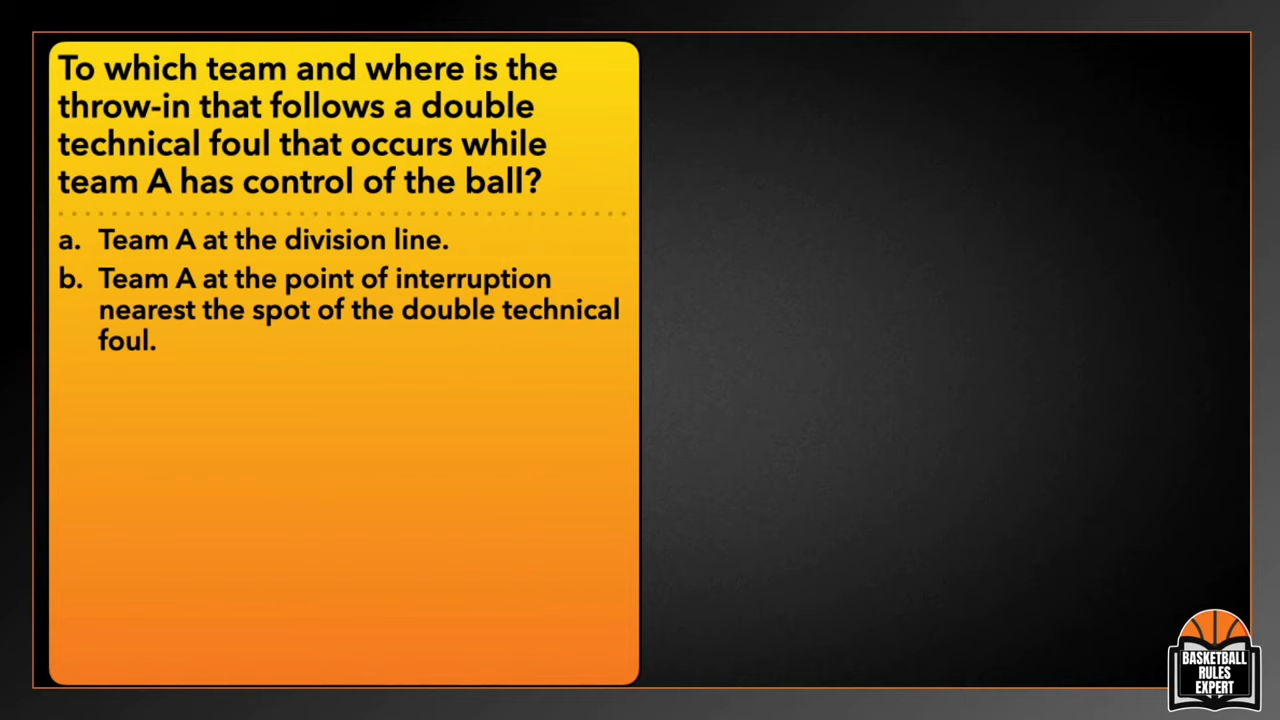 To which team and where is the
throw-in that follows a double
technical foul that occurs while
team A has control of the ball?
a. Team A at the division line.
b. Team A at the point of interruption
nearest the spot of the double technical
foul.
BASKETBALL
RULES
EXPERT